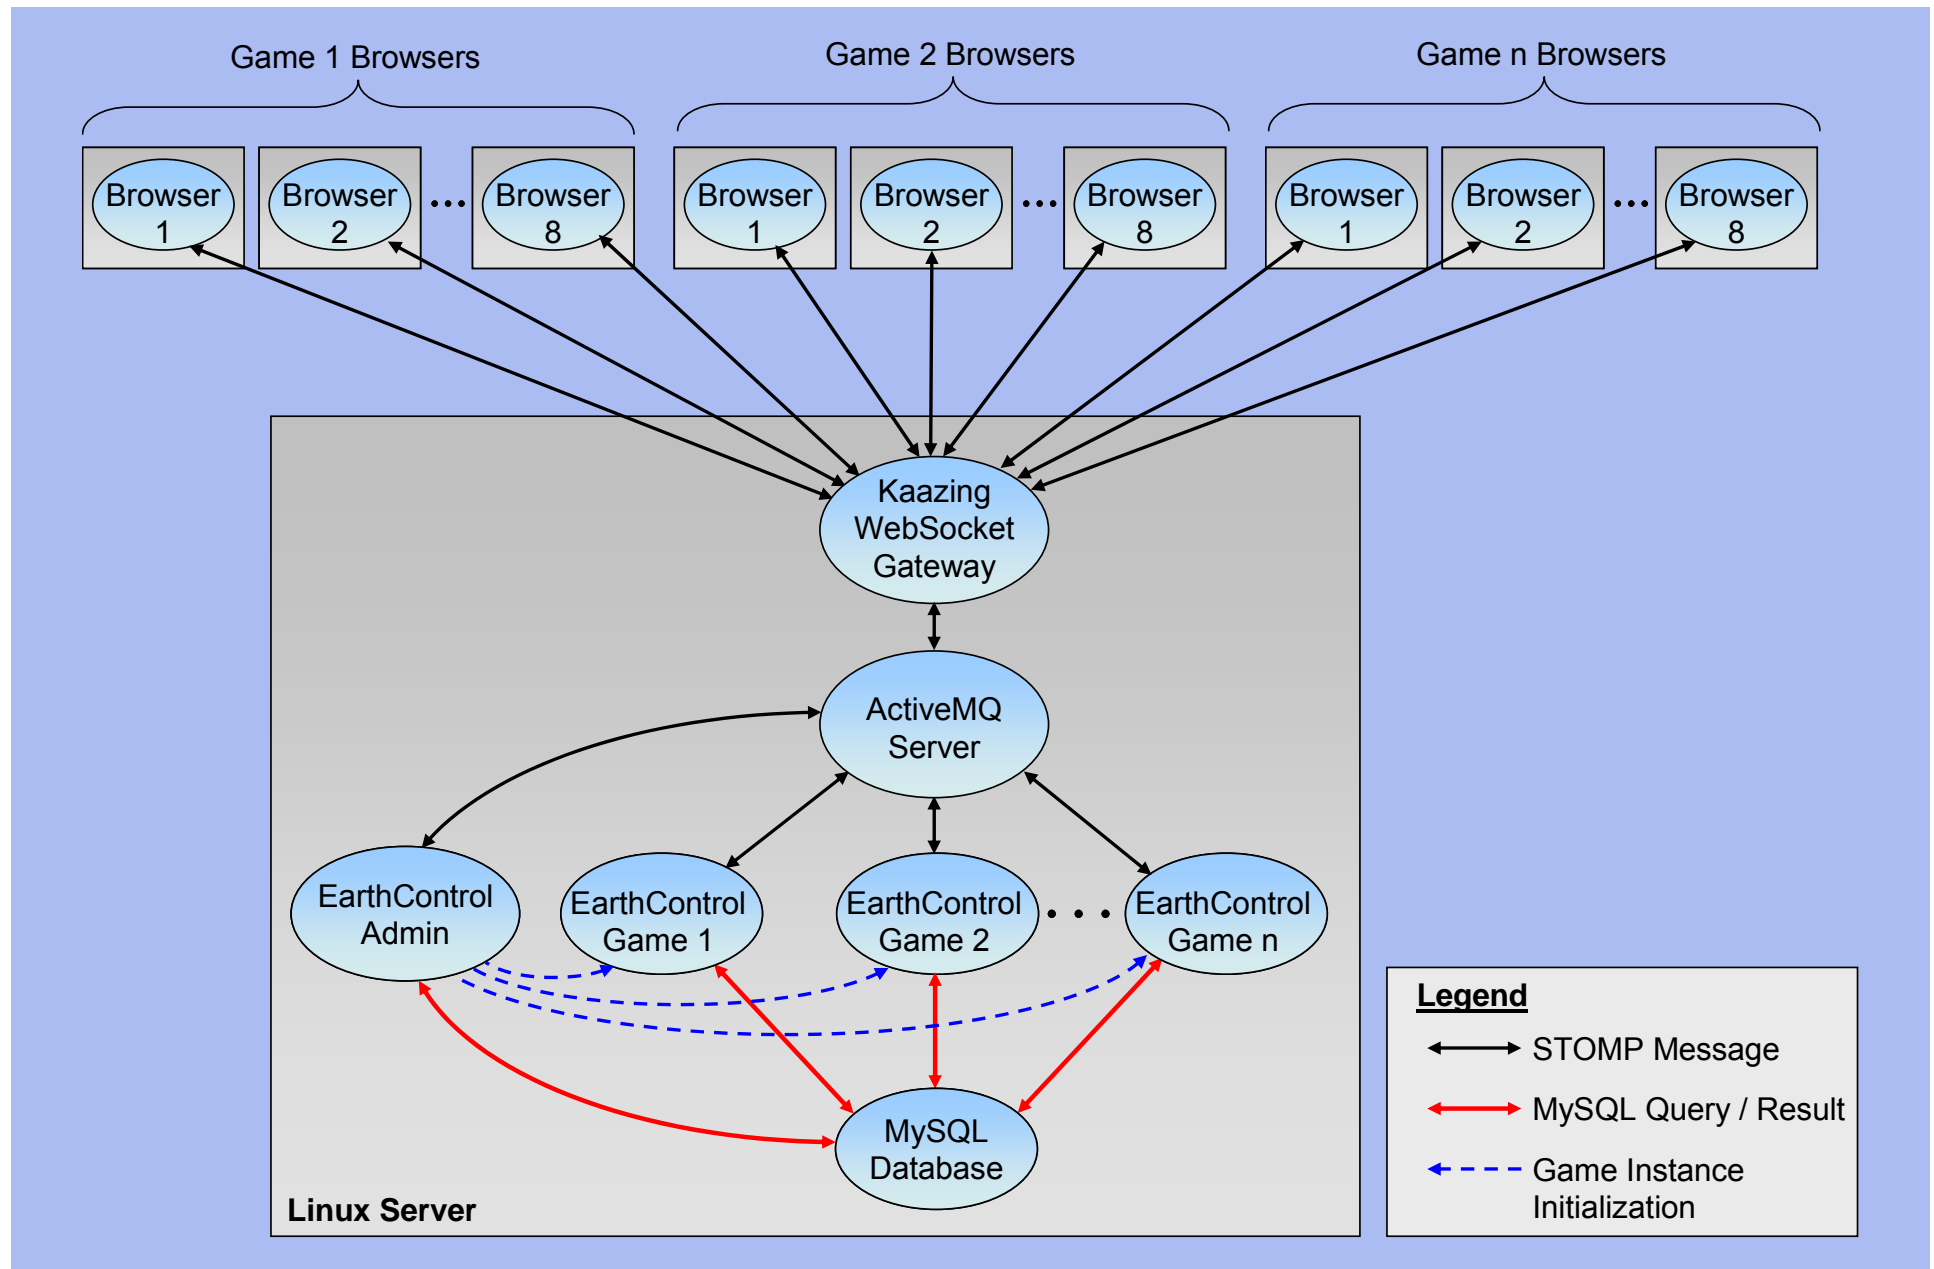 Game 1 Browsers
Game 2 Browsers
Game n Browsers
Browser
1
Browser
2
...
Browser
8
Browser
1
Browser
2
...
Browser
8
Browser
1
Browser
2
...
Browser
8
Kaazing
WebSocket
Gateway
ActiveMQ
Server
EarthControl
Admin
EarthControl
Game 1
EarthControl
Game 2
. . .
EarthControl
Game n
MySQL
Database
Linux Server
Legend
STOMP Message
MySQL Query / Result
Game Instance
Initialization